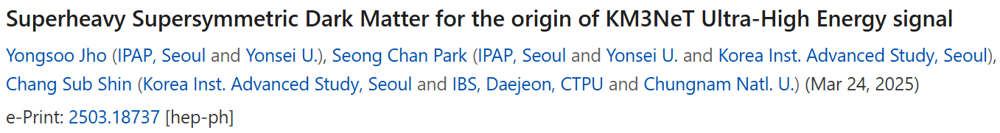 Superheavy Supersymmetric Dark Matter for the origin of KM3NeT Ultra-High Energy signal
Yongsoo Jho (IPAP, Seoul and Yonsei U.), Seong Chan Park (IPAP, Seoul and Yonsei U. and Korea Inst. Advanced Study, Seoul),
Chang Sub Shin (Korea Inst. Advanced Study, Seoul and IBS, Daejeon, CTPU and Chungnam Natl. U.) (Mar 24, 2025)
e-Print: 2503.18737 [hep-ph]